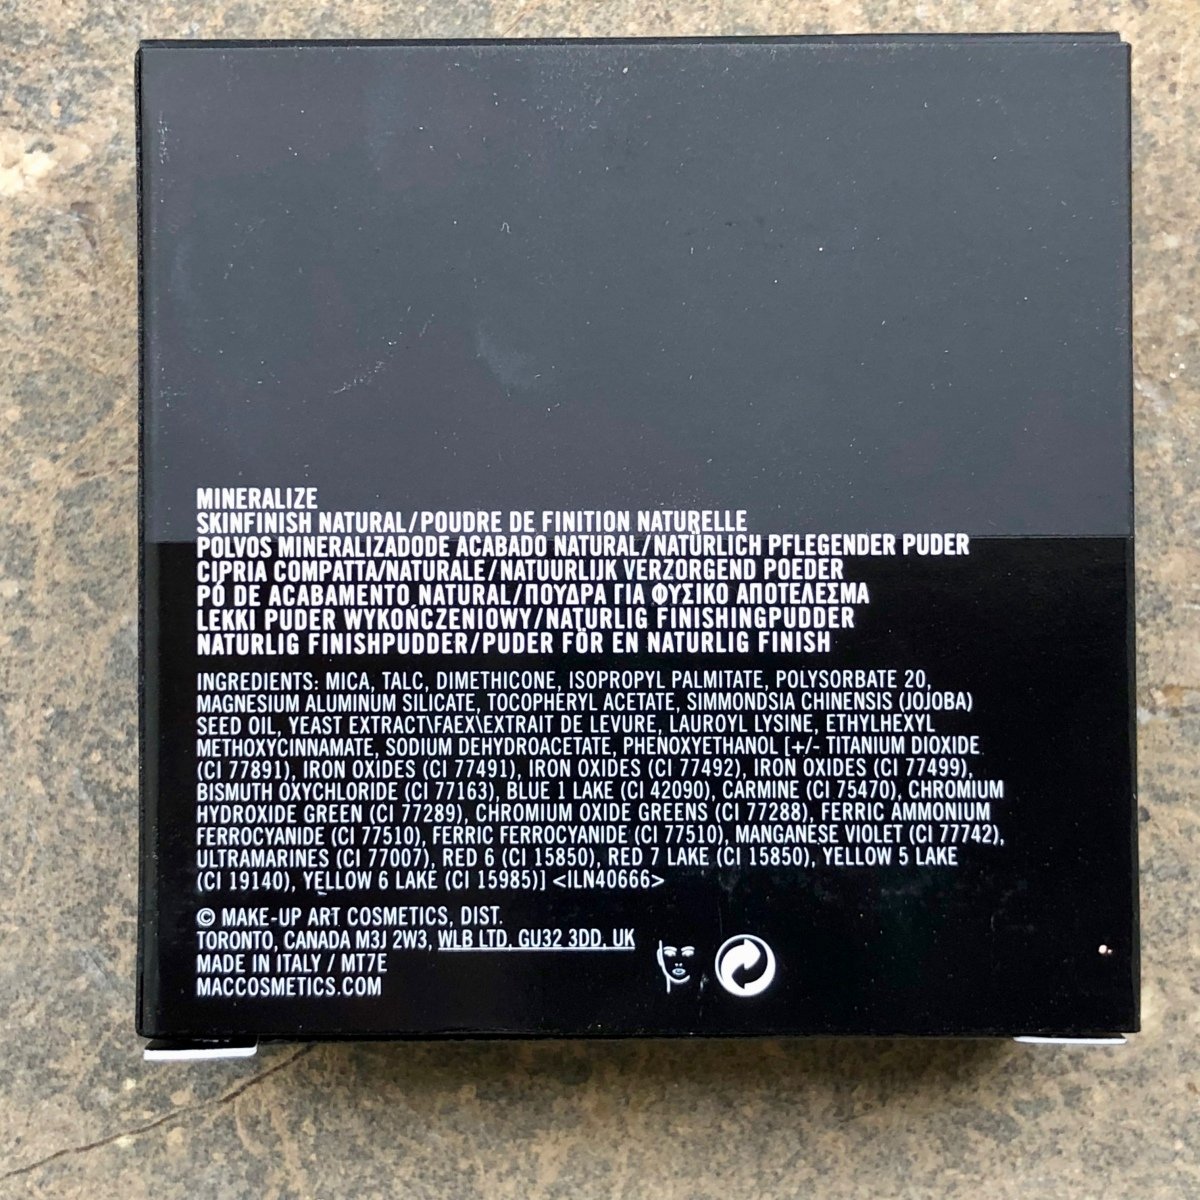 MINERALIZE
SKINFINISH NATURAL/POUDRE DE FINITION NATURELLE
POLVOS MINERALIZADODE ACABADO NATURAL/NATÜRLICH PFLEGENDER PUDER
CIPRIA COMPATTA/NATURALE/NATUURLIJK VERZORGEND POEDER
PÓ DE ACABAMENTO NATURAL/ΠΟΥΔΡΑ ΓΙΑ ΦΥΣΙΚΟ ΑΠΟΤΕΛΕΣΜΑ
LEKKI PUDER WYKOŃCZENIOWY/NATURLIG FINISHINGPUDDER
NATURLIG FINISHPUDDER/PUDER FÖR EN NATURLIG FINISH
INGREDIENTS: MICA, TALC, DIMETHICONE, ISOPROPYL PALMITATE, POLYSORBATE 20,
MAGNESIUM ALUMINUM SILICATE, TOCOPHERYL ACETATE, SIMMONDSIA CHINENSIS (JOJOBA)
SEED OIL, YEAST EXTRACT\FAEX\EXTRAIT DE LEVURE, LAUROYL LYSINE, ETHYLHEXYL
METHOXYCINNAMATE, SODIUM DEHYDROACETATE, PHENOXYETHANOL [+/- TITANIUM DIOXIDE
(CI 77891), IRON OXIDES (CI 77491), IRON OXIDES (CI 77492), IRON OXIDES (CI 77499),
BISMUTH OXYCHLORIDE (CI 77163), BLUE 1 LAKE (CI 42090), CARMINE (CI 75470), CHROMIUM
HYDROXIDE GREEN (CI 77289), CHROMIUM OXIDE GREENS (CI 77288), FERRIC AMMONIUM
FERROCYANIDE (CI 77510), FERRIC FERROCYANIDE (CI 77510), MANGANESE VIOLET (CI 77742),
ULTRAMARINES (CI 77007), RED 6 (CI 15850), RED 7 LAKE (CI 15850), YELLOW 5 LAKE
(CI 19140), YELLOW 6 LAKE (CI 15985)] <ILN40666>
© MAKE-UP ART COSMETICS, DIST.
TORONTO, CANADA M3J 2W3, WLB LTD, GU32 3DD, UK
MADE IN ITALY / MT7E
MACCOSMETICS.COM